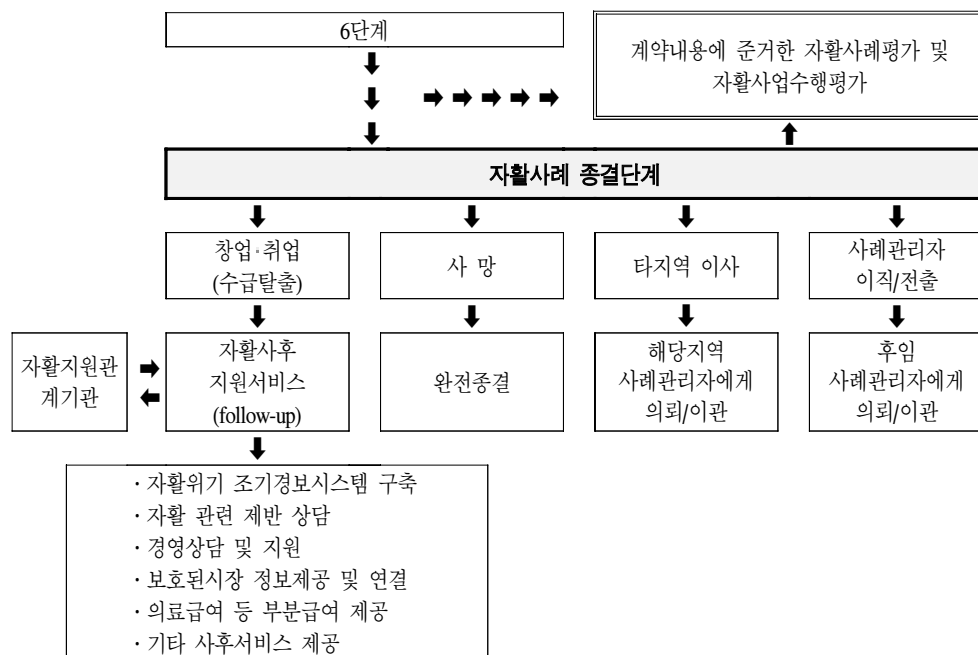 6단계
계약내용에 준거한 자활사례평가 및
자활사업수행평가
자활사례 종결단계
창업·취업
(수급탈출)
사 망
타지역 이사
사례관리자
이직/전출
자활지원관
계기관
자활사후
지원서비스
(follow-up)
완전종결
해당지역
사례관리자에게
의뢰/이관
후임
사례관리자에게
의뢰/이관
· 자활위기 조기경보시스템 구축
· 자활 관련 제반 상담
· 경영상담 및 지원
· 보호된시장 정보제공 및 연결
· 의료급여 등 부분급여 제공
· 기타 사후서비스 제공